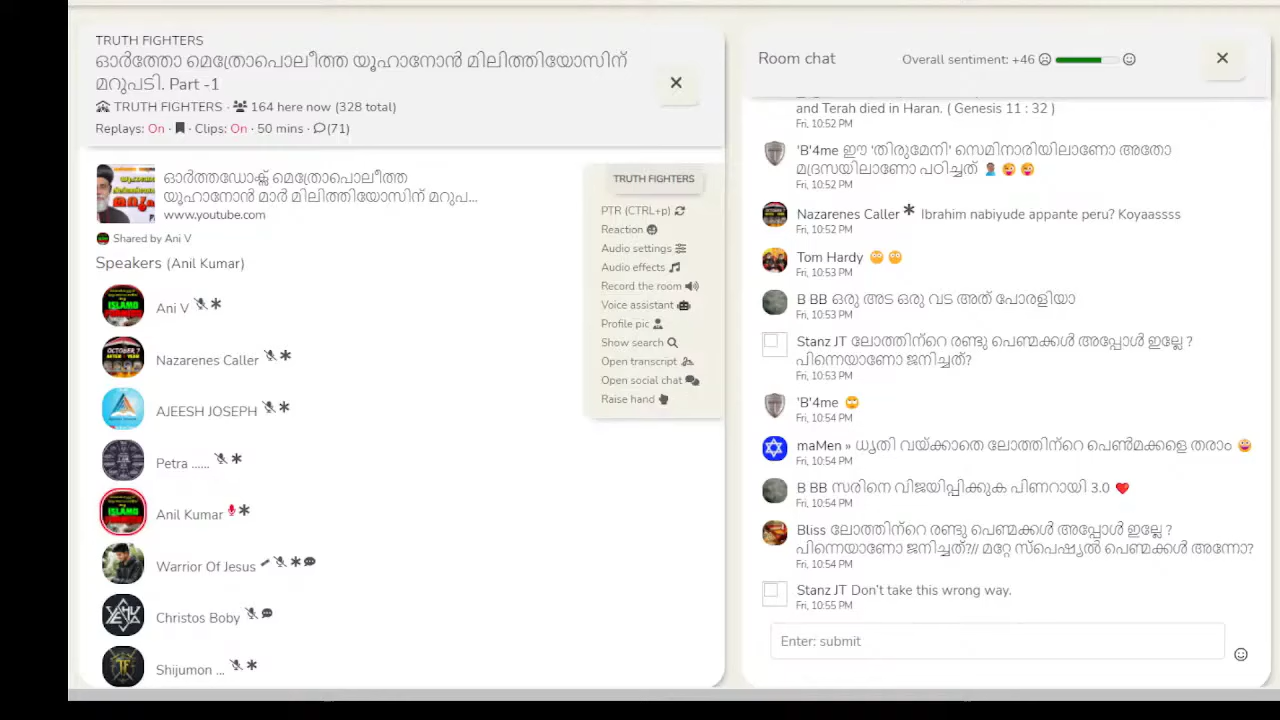 TRUTH FIGHTERS
ഓർത്തോ മെത്രോപൊലീത്ത യൂഹാനോൻ മിലിത്തിയോസിന്
മറുപടി. Part -1
TRUTH FIGHTERS · 164 here now (328 total)
Replays: On · Clips: On · 50 mins · (71)
ഓർത്തഡോക്സ് മെത്രോപൊലീത്ത
യൂഹാനോൻ മാർ മിലിത്തിയോസിന് മറുപ...
www.youtube.com
Shared by Ani V
Speakers (Anil Kumar)
Ani V
Nazarenes Caller
AJEESH JOSEPH
Petra ......
Anil Kumar
Warrior Of Jesus
Christos Boby
Shijumon ...
TRUTH FIGHTERS
PTR (CTRL+p)
Reaction
Audio settings
Audio effects
Record the room
Voice assistant
Profile pic
Show search
Open transcript
Open social chat
Raise hand
Room chat
Overall sentiment: +46
and Terah died in Haran. ( Genesis 11 : 32 )
Fri, 10:52 PM
'B'4me ഈ 'തിരുമേനി' സെമിനാരിയിലാണോ അതോ
മദ്രസയിലാണോ പഠിച്ചത് 🤦🏾‍♂️ 😜 😜
Fri, 10:52 PM
Nazarenes Caller * Ibrahim nabiyude appante peru? Koyaassss
Fri, 10:52 PM
Tom Hardy 🙄 🙄
Fri, 10:53 PM
B BB ഒരു അട ഒരു വട അത് പോരളിയാ
Fri, 10:53 PM
Stanz JT ലോത്തിന്റെ രണ്ടു പെണ്മക്കൾ അപ്പോൾ ഇല്ലേ ?
പിന്നെയാണോ ജനിച്ചത്?
Fri, 10:53 PM
'B'4me 🙄
Fri, 10:54 PM
maMen » ധൃതി വയ്ക്കാതെ ലോത്തിന്റെ പെൺമക്കളെ തരാം 😛
Fri, 10:54 PM
B BB സരിനെ വിജയിപ്പിക്കുക പിണറായി 3.0 ❤️
Fri, 10:54 PM
Bliss ലോത്തിന്റെ രണ്ടു പെണ്മക്കൾ അപ്പോൾ ഇല്ലേ ?
പിന്നെയാണോ ജനിച്ചത്?// മറ്റേ സ്പെഷ്യൽ പെണ്മക്കൾ അന്നോ?
Fri, 10:54 PM
Stanz JT Don't take this wrong way.
Fri, 10:55 PM
Enter: submit